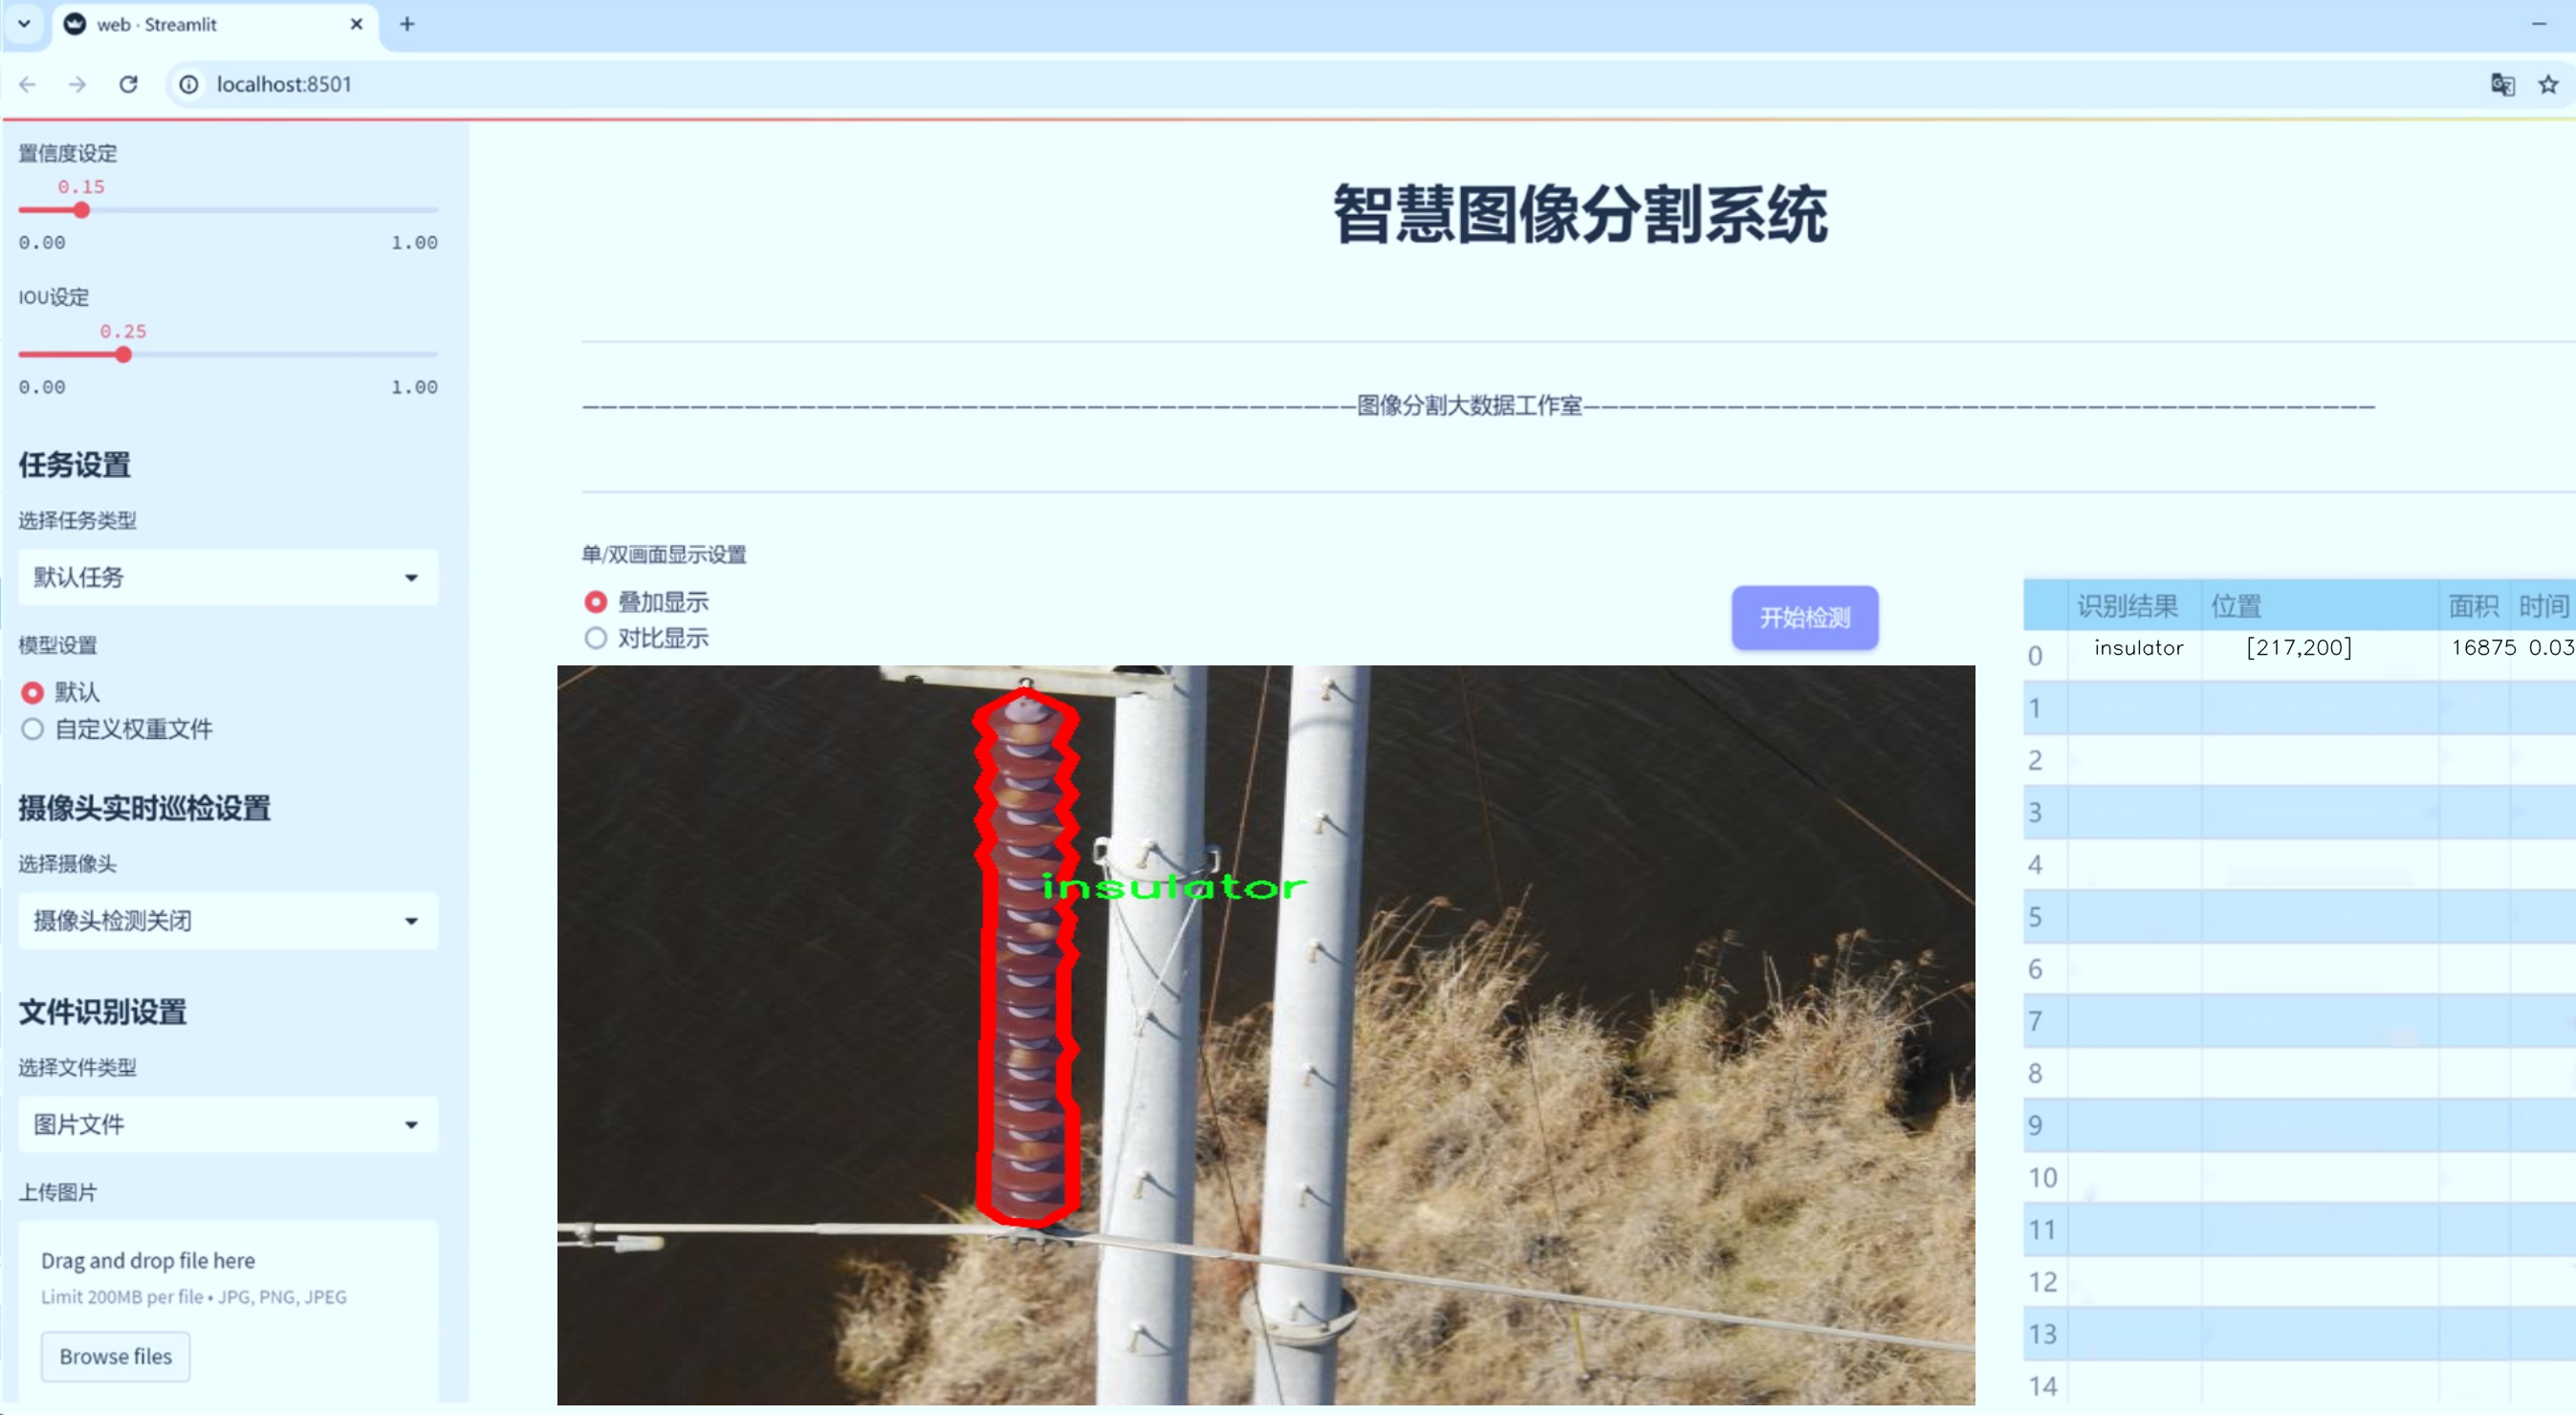 web · Streamlit
localhost:8501
置信度设定
0.15
0.00 1.00
IOU设定
0.25
0.00 1.00
任务设置
选择任务类型
默认任务
模型设置
默认
自定义权重文件
摄像头实时巡检设置
选择摄像头
摄像头检测关闭
文件识别设置
选择文件类型
图片文件
上传图片
Drag and drop file here
Limit 200MB per file • JPG, PNG, JPEG
Browse files
智慧图像分割系统
———————————————————————————————————————————图像分割大数据工作室————————————————————————————————————————————
单/双画面显示设置
叠加显示
对比显示
开始检测
insulator
识别结果 位置 面积 时间
0 insulator [217,200] 16875 0.03
1
2
3
4
5
6
7
8
9
10
11
12
13
14